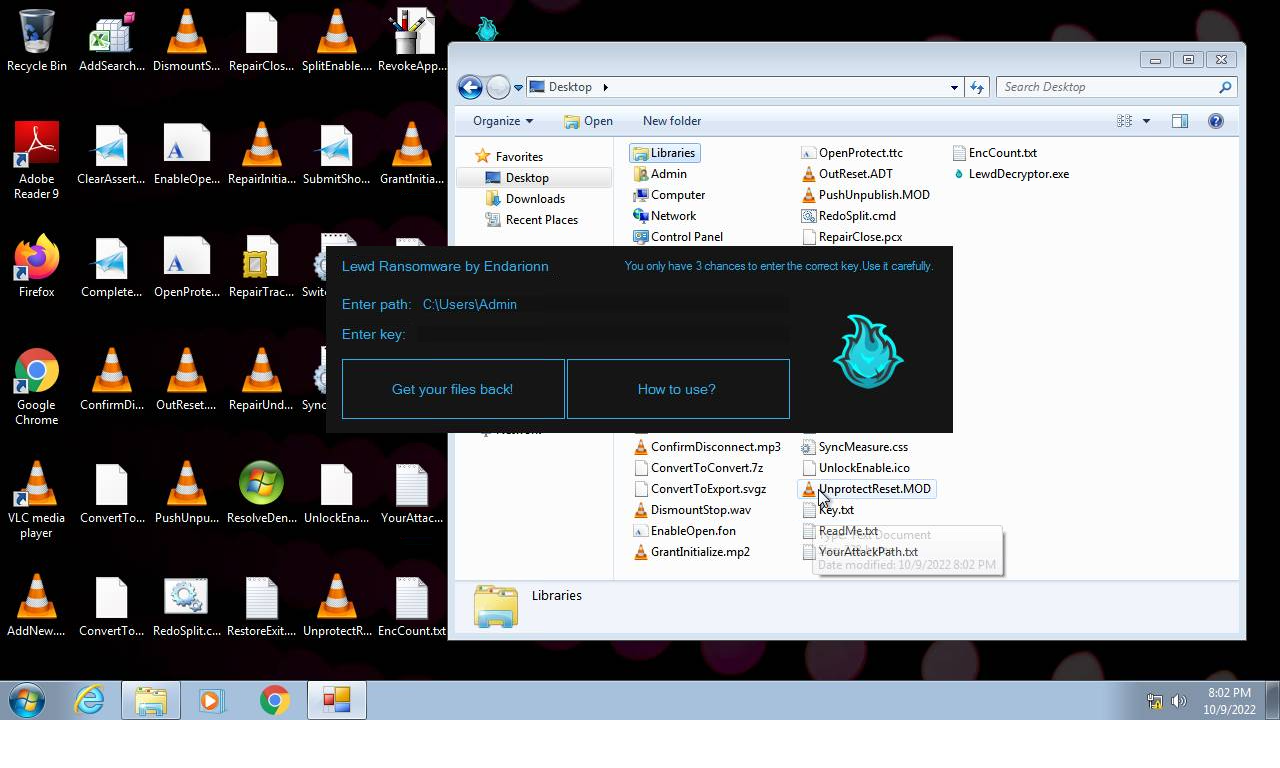 Recycle Bin
AddSearch...
DismountS...
RepairClos...
SplitEnable....
RevokeApp...
Adobe
Reader 9
ClearAssert...
EnableOpe...
RepairInitia...
SubmitSho...
GrantInitia...
Firefox
Complete...
OpenProte...
RepairTrac...
Google
Chrome
ConfirmDi...
OutReset....
RepairUnd...
VLC media
player
ConvertTo...
PushUnpu...
ResolveDen...
UnlockEna...
YourAttac...
AddNew....
ConvertTo...
RedoSplit.c...
RestoreExit....
UnprotectR...
EncCount.txt
Desktop
Search Desktop
Organize
Open
New folder
Favorites
Desktop
Downloads
Recent Places
Libraries
Admin
Computer
Network
Control Panel
OpenProtect.ttc
OutReset.ADT
PushUnpublish.MOD
RedoSplit.cmd
RepairClose.pcx
EncCount.txt
LewdDecryptor.exe
Lewd Ransomware by Endarionn
You only have 3 chances to enter the correct key.Use it carefully.
Enter path: C:\Users\Admin
Enter key:
Get your files back!
How to use?
ConfirmDisconnect.mp3
ConvertToConvert.7z
ConvertToExport.svgz
DismountStop.wav
EnableOpen.fon
GrantInitialize.mp2
SyncMeasure.css
UnlockEnable.ico
UnprotectReset.MOD
Key.txt
ReadMe.txt
YourAttackPath.txt
Type: Text Document
Date modified: 10/9/2022 8:02 PM
Libraries
8:02 PM
10/9/2022